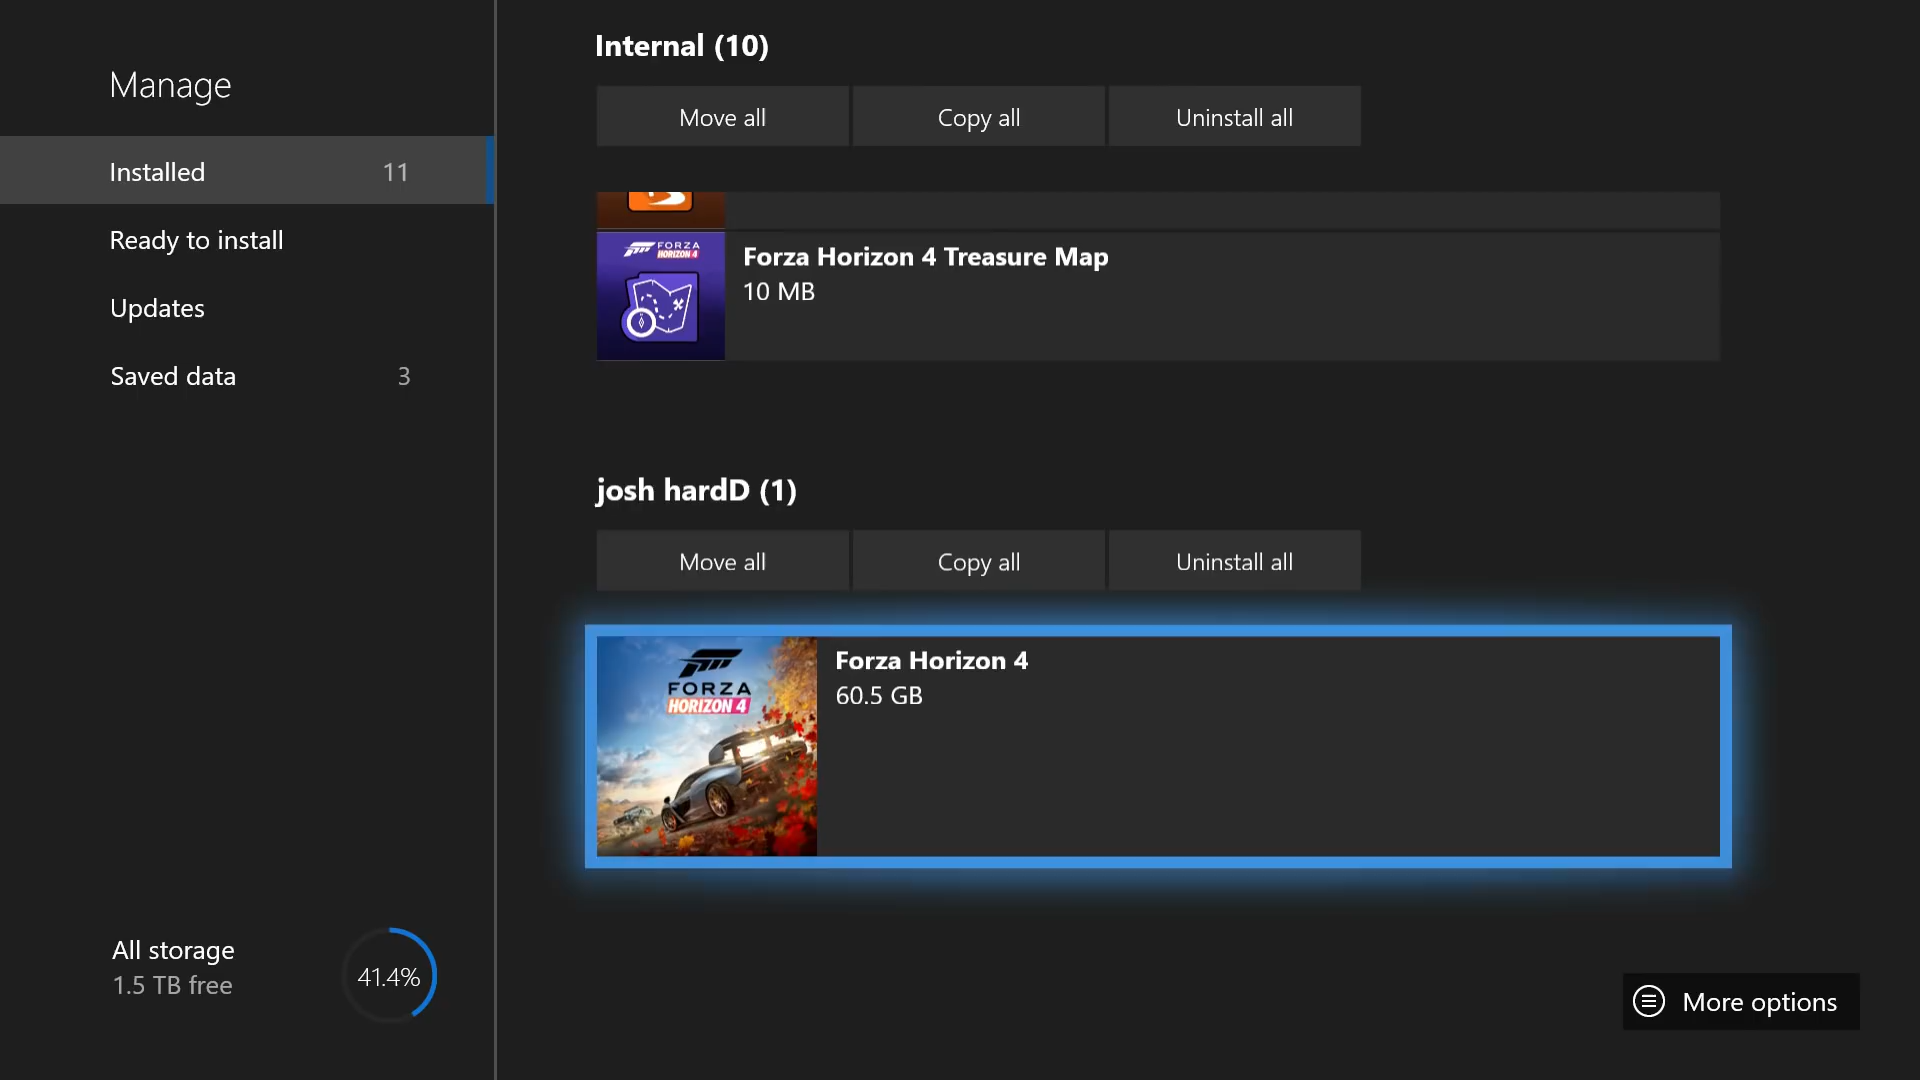 Manage
Installed 11
Ready to install
Updates
Saved data 3
All storage
1.5 TB free
41.4%
Internal (10)
Move all
Copy all
Uninstall all
FORZA
HORIZON 4
Forza Horizon 4 Treasure Map
10 MB
josh hardD (1)
Move all
Copy all
Uninstall all
FORZA
HORIZON 4
Forza Horizon 4
60.5 GB
More options